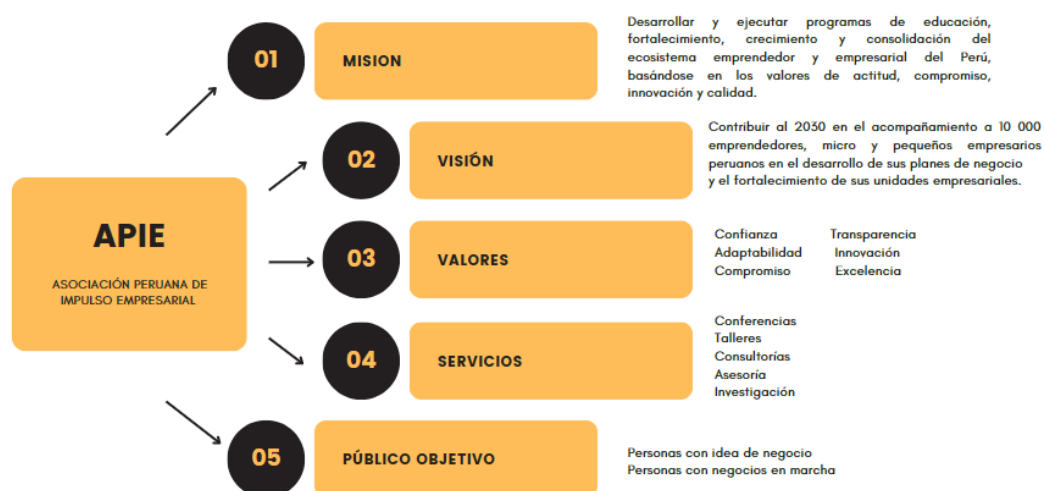 APIE
ASOCIACIÓN PERUANA DE
IMPULSO EMPRESARIAL
01
MISION
Desarrollar y ejecutar programas de educación,
fortalecimiento, crecimiento y consolidación del
ecosistema emprendedor y empresarial del Perú,
basándose en los valores de actitud, compromiso,
innovación y calidad.
02
VISIÓN
Contribuir al 2030 en el acompañamiento a 10 000
emprendedores, micro y pequeños empresarios
peruanos en el desarrollo de sus planes de negocio
y el fortalecimiento de sus unidades empresariales.
03
VALORES
Confianza Transparencia
Adaptabilidad Innovación
Compromiso Excelencia
04
SERVICIOS
Conferencias
Talleres
Consultorías
Asesoría
Investigación
05
PÚBLICO OBJETIVO
Personas con idea de negocio
Personas con negocios en marcha